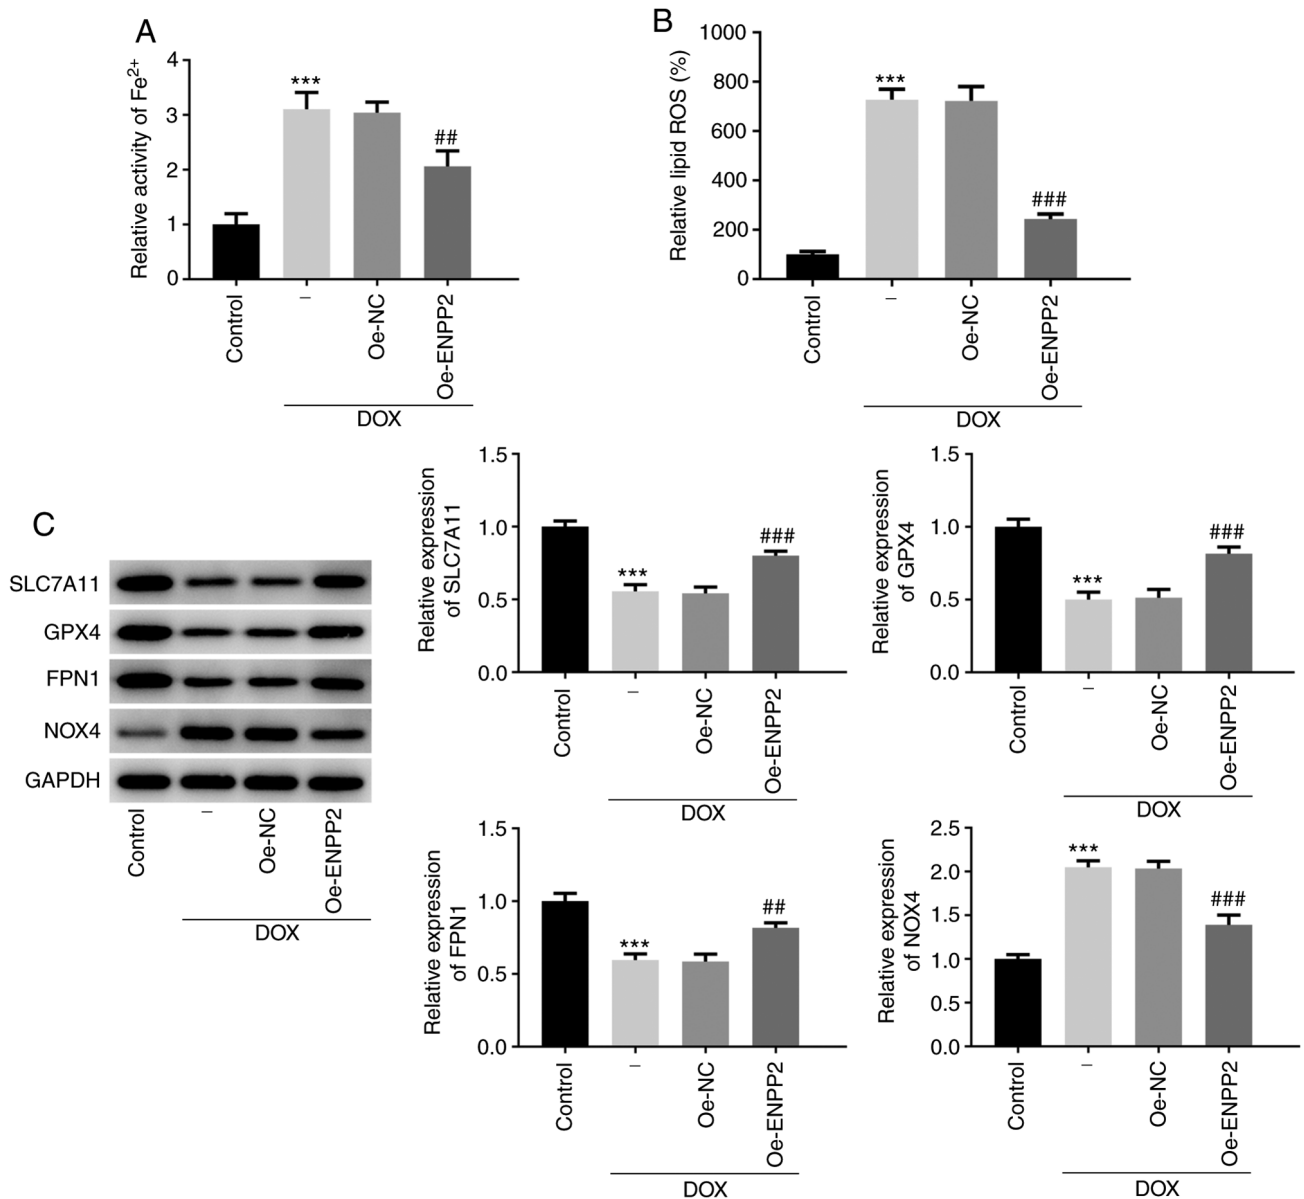 A
Relative activity of Fe2+
4
3
2
1
0
***
##
Control
–
Oe-NC
Oe-ENPP2
DOX
B
Relative lipid ROS (%)
1000
800
600
400
200
0
***
###
Control
–
Oe-NC
Oe-ENPP2
DOX
C
SLC7A11
GPX4
FPN1
NOX4
GAPDH
Control
–
Oe-NC
Oe-ENPP2
DOX
Relative expression
of SLC7A11
1.5
1.0
0.5
0.0
***
###
Control
–
Oe-NC
Oe-ENPP2
DOX
Relative expression
of GPX4
1.5
1.0
0.5
0.0
***
###
Control
–
Oe-NC
Oe-ENPP2
DOX
Relative expression
of FPN1
1.5
1.0
0.5
0.0
***
##
Control
–
Oe-NC
Oe-ENPP2
DOX
Relative expression
of NOX4
2.5
2.0
1.5
1.0
0.5
0.0
***
###
Control
–
Oe-NC
Oe-ENPP2
DOX